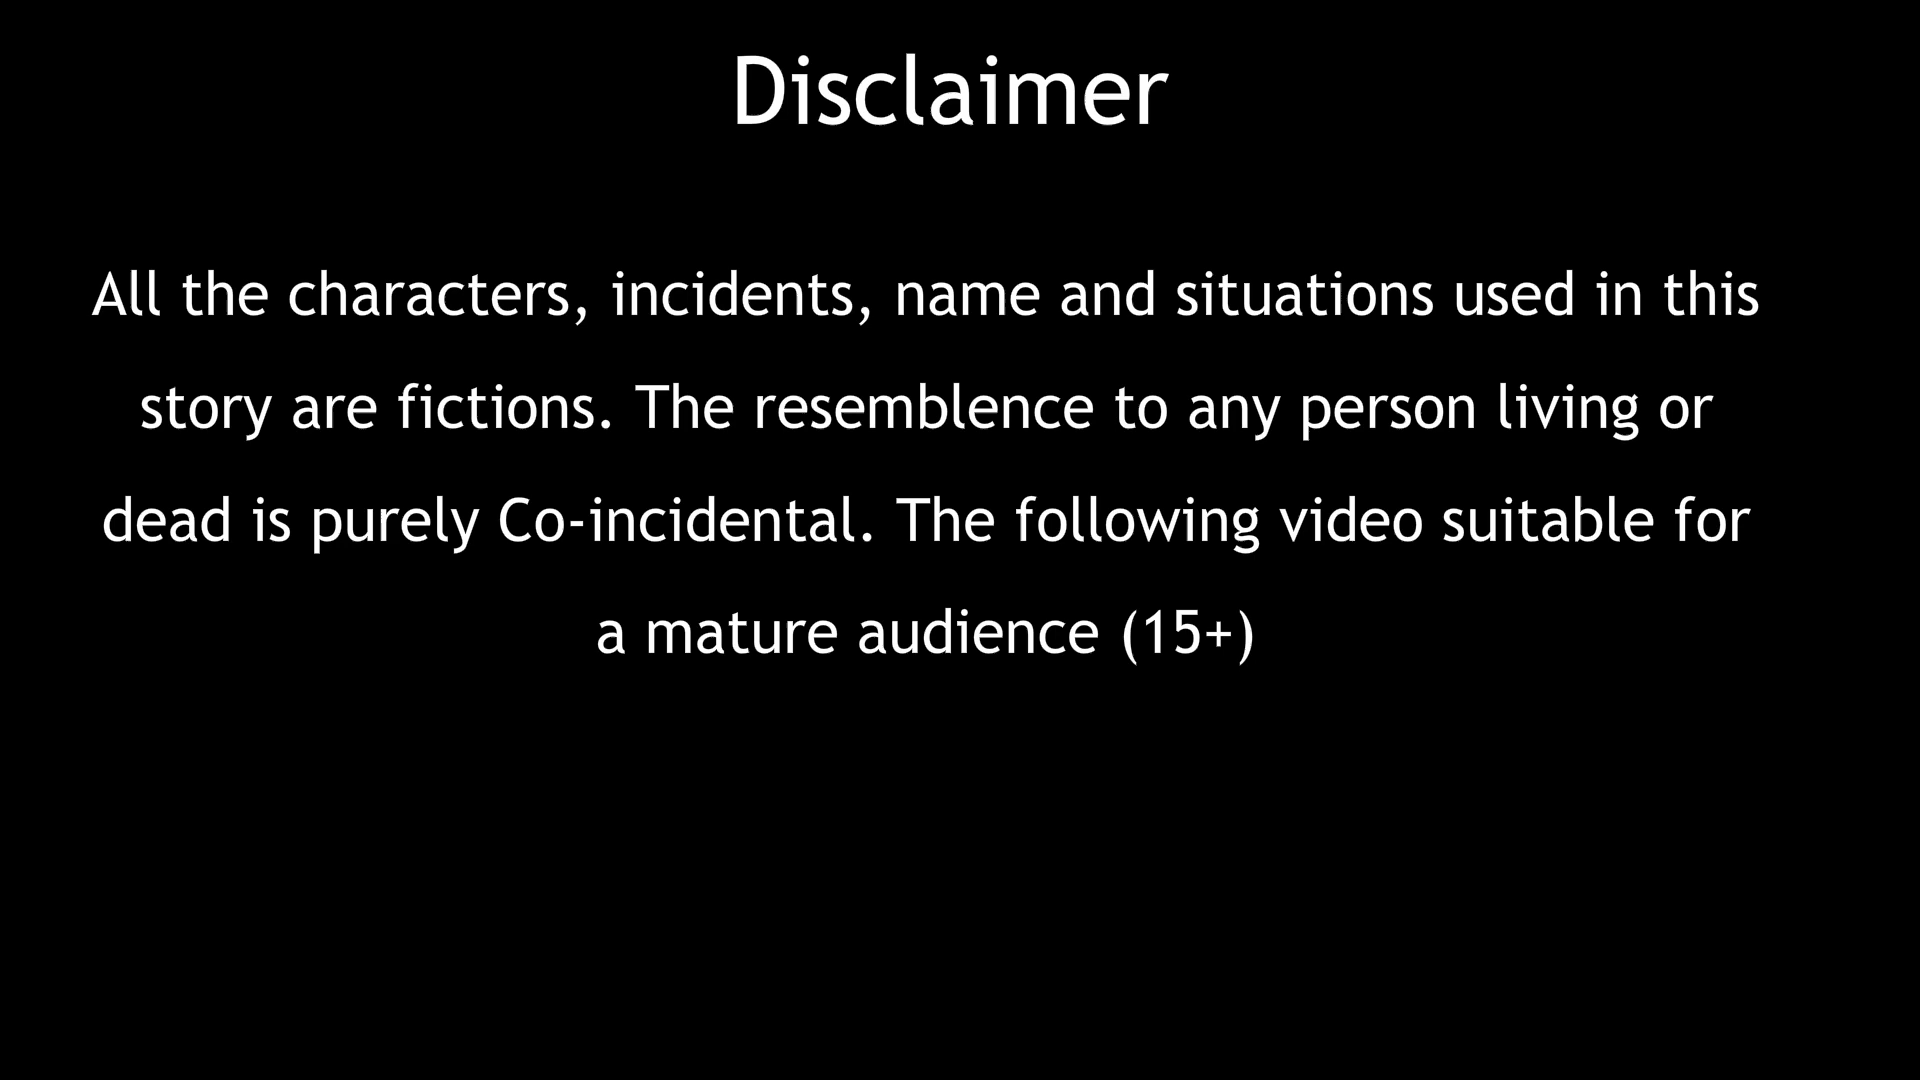 Disclaimer
All the characters, incidents, name and situations used in this
story are fictions. The resemblence to any person living or
dead is purely Co-incidental. The following video suitable for
a mature audience (15+)